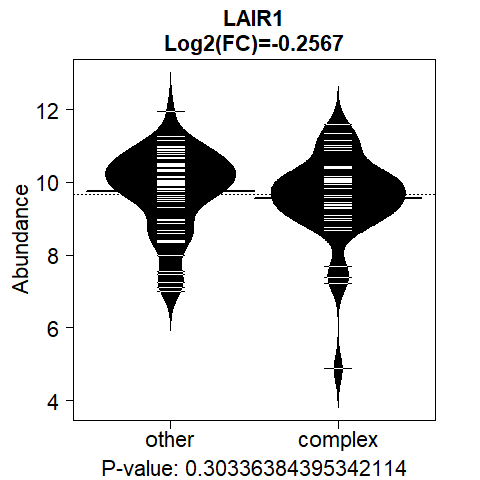 LAIR1
Log2(FC)=-0.2567
Abundance
12
10
8
6
4
other complex
P-value: 0.30336384395342114